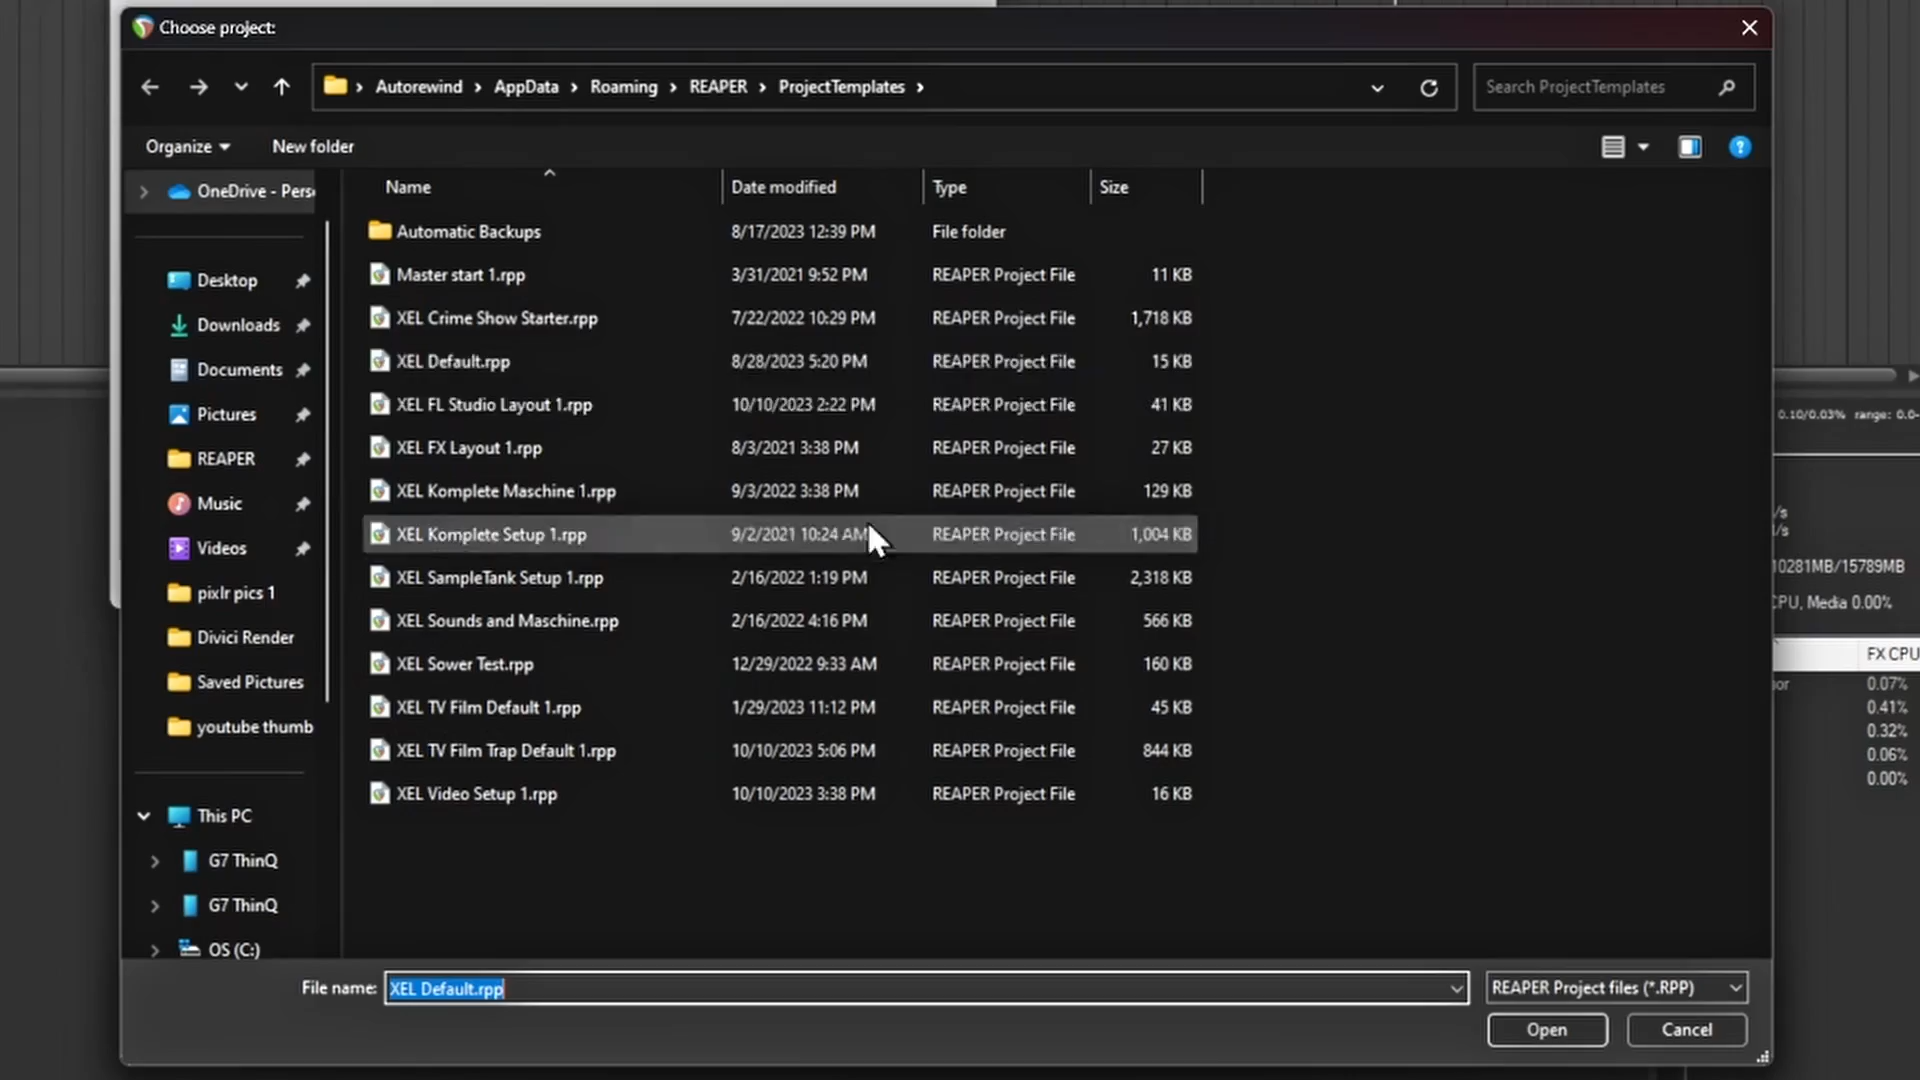 Choose project:
Autorewind > AppData > Roaming > REAPER > ProjectTemplates >
Search ProjectTemplates
Organize
New folder
Name Date modified Type Size
OneDrive - Pers
Automatic Backups 8/17/2023 12:39 PM File folder
Master start 1.rpp 3/31/2021 9:52 PM REAPER Project File 11 KB
XEL Crime Show Starter.rpp 7/22/2022 10:29 PM REAPER Project File 1,718 KB
XEL Default.rpp 8/28/2023 5:20 PM REAPER Project File 15 KB
XEL FL Studio Layout 1.rpp 10/10/2023 2:22 PM REAPER Project File 41 KB
XEL FX Layout 1.rpp 8/3/2021 3:38 PM REAPER Project File 27 KB
XEL Komplete Maschine 1.rpp 9/3/2022 3:38 PM REAPER Project File 129 KB
XEL Komplete Setup 1.rpp 9/2/2021 10:24 AM REAPER Project File 1,004 KB
XEL SampleTank Setup 1.rpp 2/16/2022 1:19 PM REAPER Project File 2,318 KB
XEL Sounds and Maschine.rpp 2/16/2022 4:16 PM REAPER Project File 566 KB
XEL Sower Test.rpp 12/29/2022 9:33 AM REAPER Project File 160 KB
XEL TV Film Default 1.rpp 1/29/2023 11:12 PM REAPER Project File 45 KB
XEL TV Film Trap Default 1.rpp 10/10/2023 5:06 PM REAPER Project File 844 KB
XEL Video Setup 1.rpp 10/10/2023 3:38 PM REAPER Project File 16 KB
Desktop
Downloads
Documents
Pictures
REAPER
Music
Videos
pixlr pics 1
Divici Render
Saved Pictures
youtube thumb
This PC
G7 ThinQ
G7 ThinQ
OS (C:)
File name: XEL Default.rpp
REAPER Project files (*.RPP)
Open
Cancel
0.10/0.03% range: 0.0-
/s
/s
10281MB/15789MB
CPU, Media 0.00%
FX CPU
or 0.07%
0.41%
0.32%
0.06%
0.00%